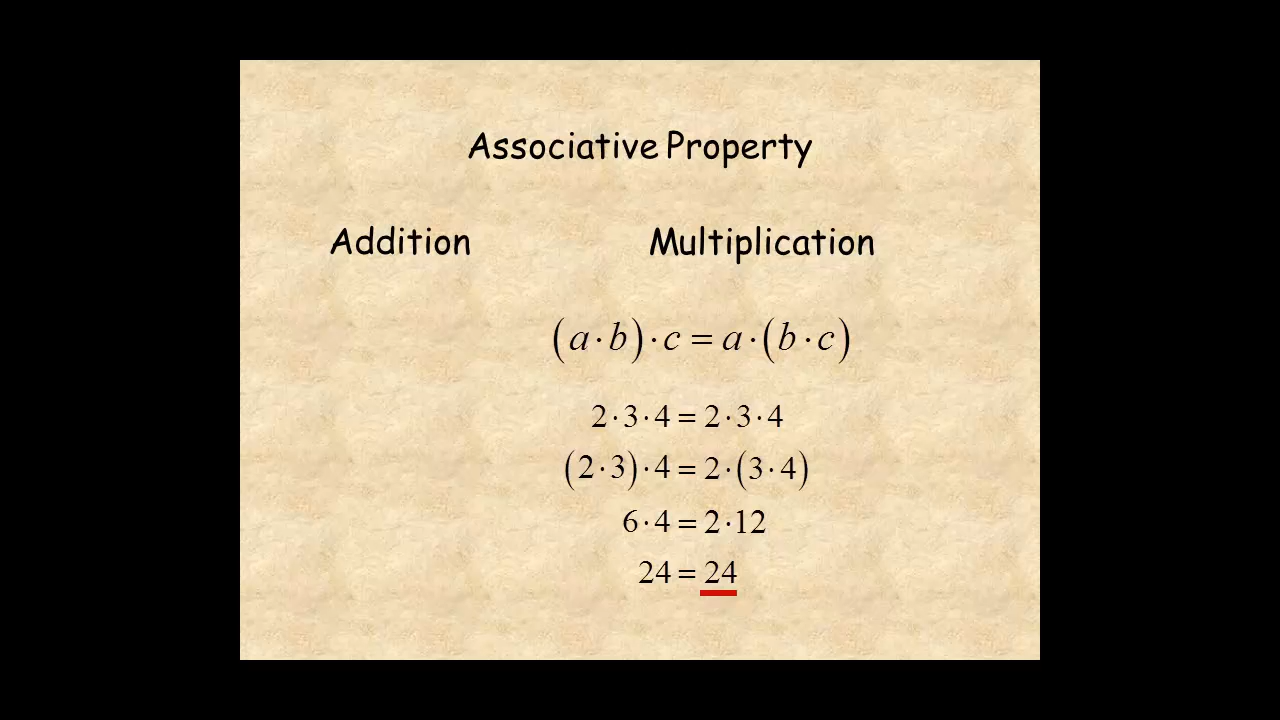 Associative Property
Addition
Multiplication
(a·b)·c = a·(b·c)
2·3·4 = 2·3·4
(2·3)·4 = 2·(3·4)
6·4 = 2·12
24 = 24